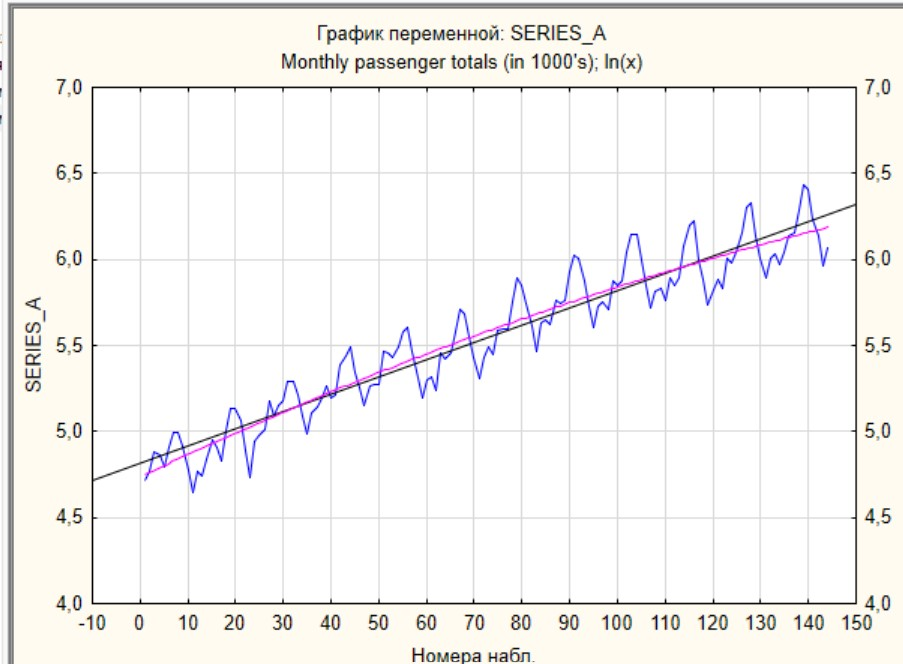 График переменной: SERIES_A
Monthly passenger totals (in 1000's); ln(x)
7,0 7,0
6,5 6,5
6,0 6,0
5,5 5,5
5,0 5,0
4,5 4,5
4,0 4,0
SERIES_A
-10 0 10 20 30 40 50 60 70 80 90 100 110 120 130 140 150
Номера набл.